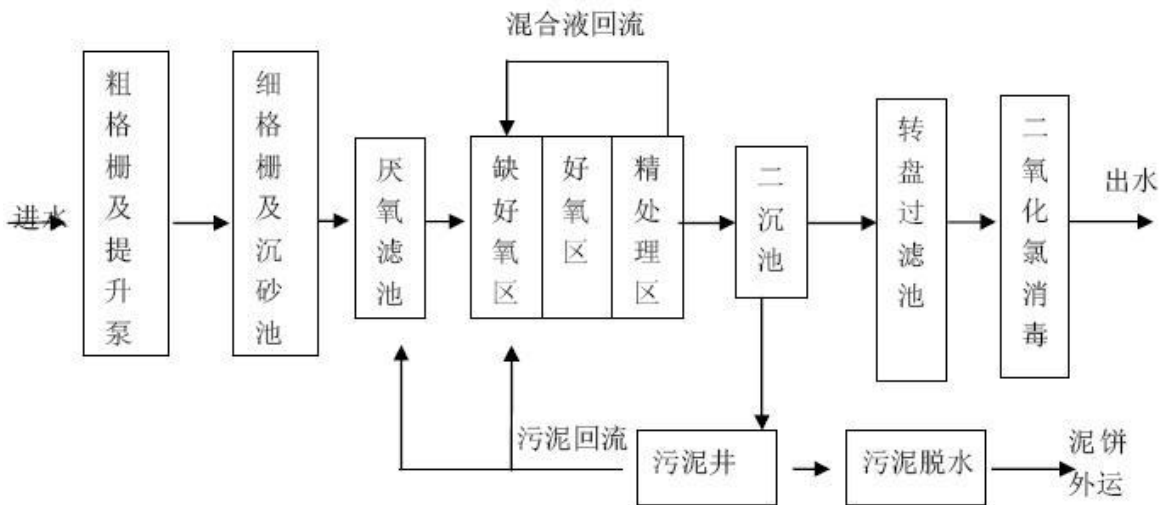 混合液回流
进水
粗格栅及提升泵
细格栅及沉砂池
厌氧滤池
缺好氧区
好氧区
精处理区
二沉池
转盘过滤池
二氧化氯消毒
出水
污泥回流
污泥井
污泥脱水
泥饼
外运